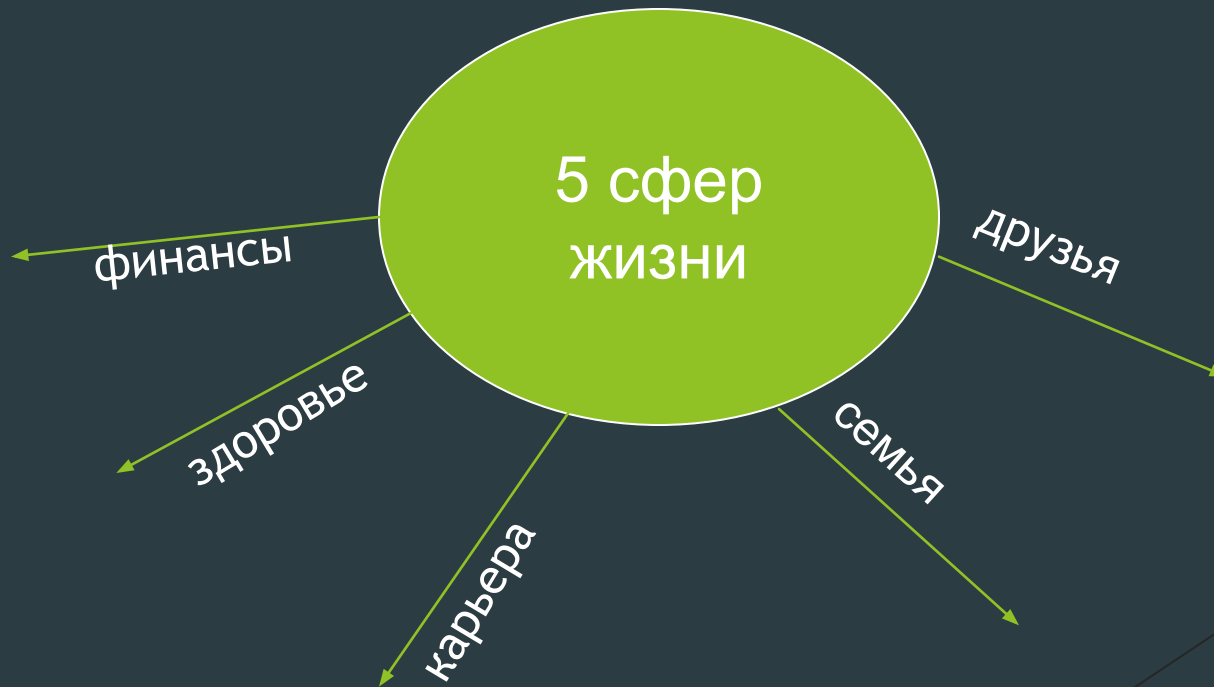 5 сфер
жизни
финансы
здоровье
карьера
семья
друзья